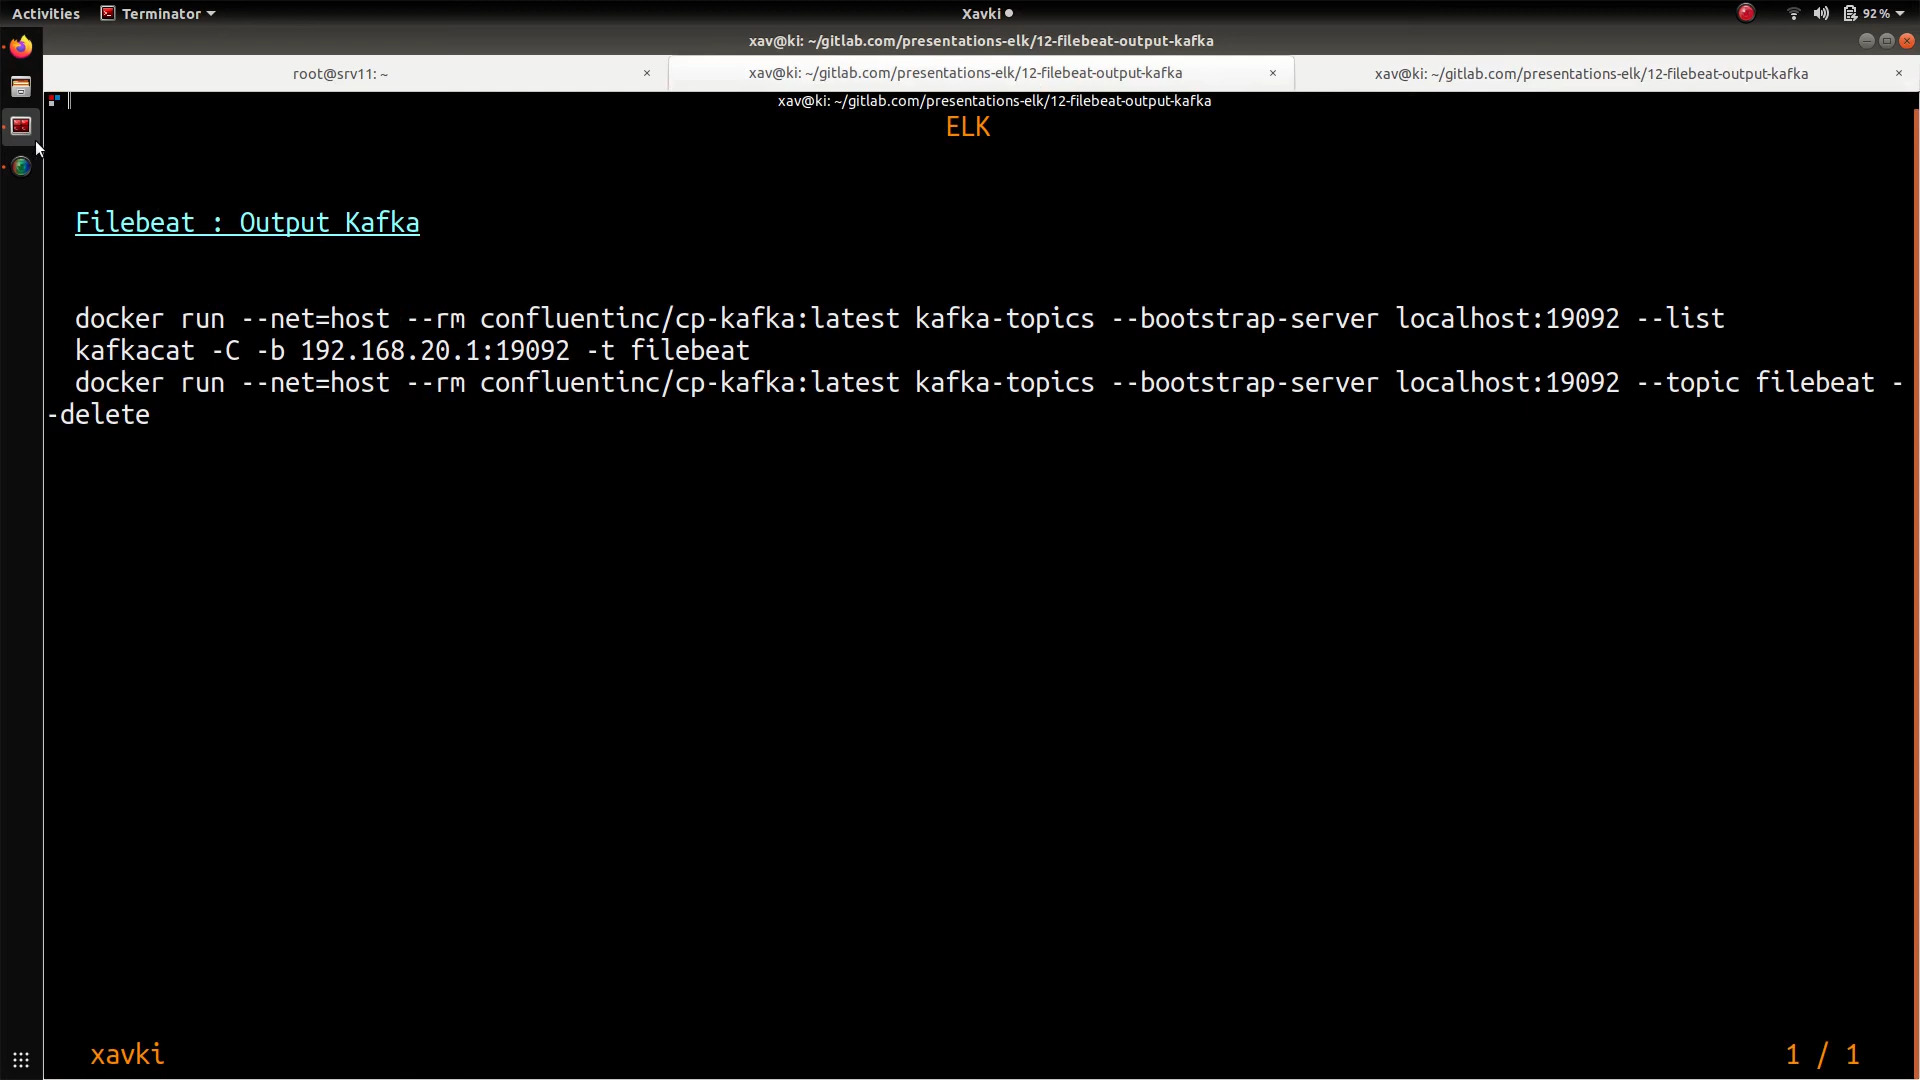 Activities Terminator Xavki 92 %
xav@ki: ~/gitlab.com/presentations-elk/12-filebeat-output-kafka
root@srv11: ~ × xav@ki: ~/gitlab.com/presentations-elk/12-filebeat-output-kafka × xav@ki: ~/gitlab.com/presentations-elk/12-filebeat-output-kafka ×
xav@ki: ~/gitlab.com/presentations-elk/12-filebeat-output-kafka
ELK
Filebeat : Output Kafka
docker run --net=host --rm confluentinc/cp-kafka:latest kafka-topics --bootstrap-server localhost:19092 --list
kafkacat -C -b 192.168.20.1:19092 -t filebeat
docker run --net=host --rm confluentinc/cp-kafka:latest kafka-topics --bootstrap-server localhost:19092 --topic filebeat -
-delete
xavki 1 / 1